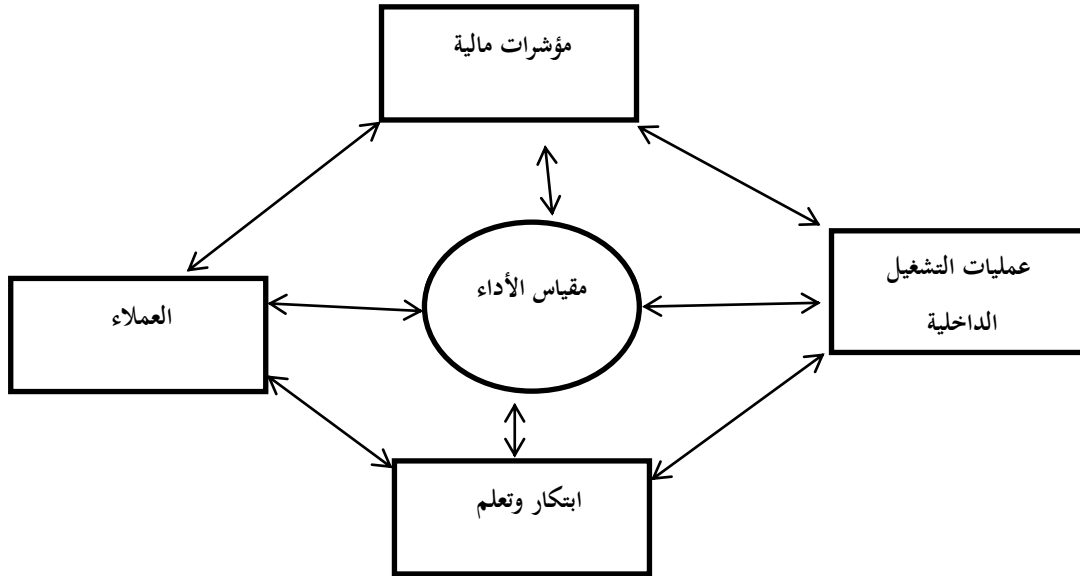 مؤشرات مالية
عمليات التشغيل
الداخلية
مقياس الأداء
العملاء
ابتكار وتعلم